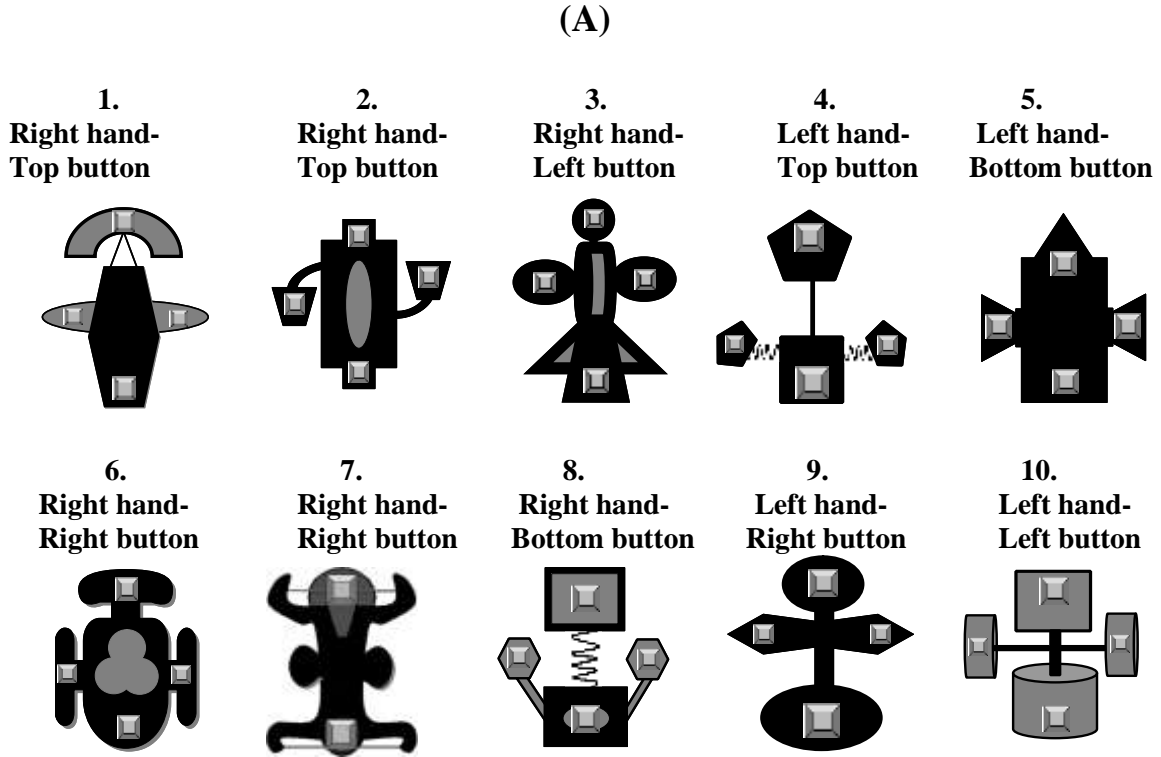 (A)
1.
Right hand-
Top button
2.
Right hand-
Top button
3.
Right hand-
Left button
4.
Left hand-
Top button
5.
Left hand-
Bottom button
6.
Right hand-
Right button
7.
Right hand-
Right button
8.
Right hand-
Bottom button
9.
Left hand-
Right button
10.
Left hand-
Left button